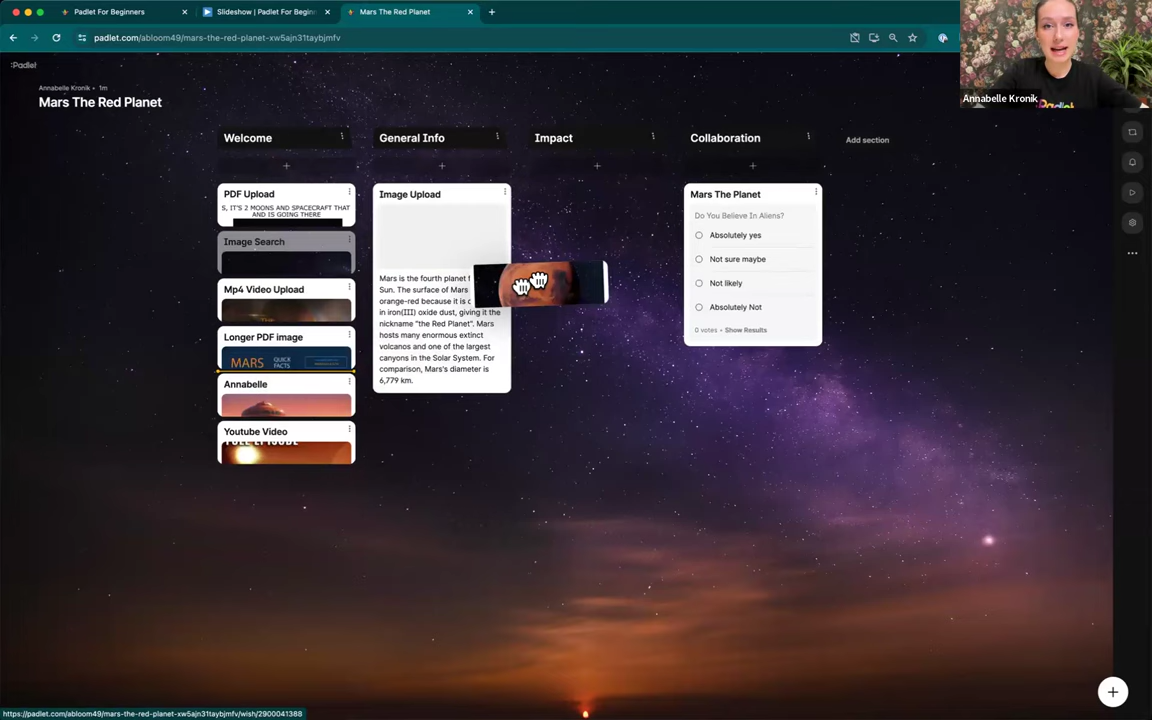 Padlet For Beginners
Slideshow | Padlet For Beginn
Mars The Red Planet
padlet.com/abloom49/mars-the-red-planet-xw5ajn31taybjmfv
:Padlet
Annabelle Kronik • 1m
Mars The Red Planet
Annabelle Kronik
Welcome
General Info
Impact
Collaboration
Add section
PDF Upload
S, IT'S 2 MOONS AND SPACECRAFT THAT
AND IS GOING THERE
Image Search
Mp4 Video Upload
Longer PDF image
MARS QUICK FACTS
Annabelle
Youtube Video
FULL EPISODE
Image Upload
Mars is the fourth planet f
Sun. The surface of Mars
orange-red because it is c
in iron(III) oxide dust, giving it the
nickname "the Red Planet". Mars
hosts many enormous extinct
volcanos and one of the largest
canyons in the Solar System. For
comparison, Mars's diameter is
6,779 km.
Mars The Planet
Do You Believe In Aliens?
Absolutely yes
Not sure maybe
Not likely
Absolutely Not
0 votes • Show Results
https://padlet.com/abloom49/mars-the-red-planet-xw5ajn31taybjmfv/wish/2900041388